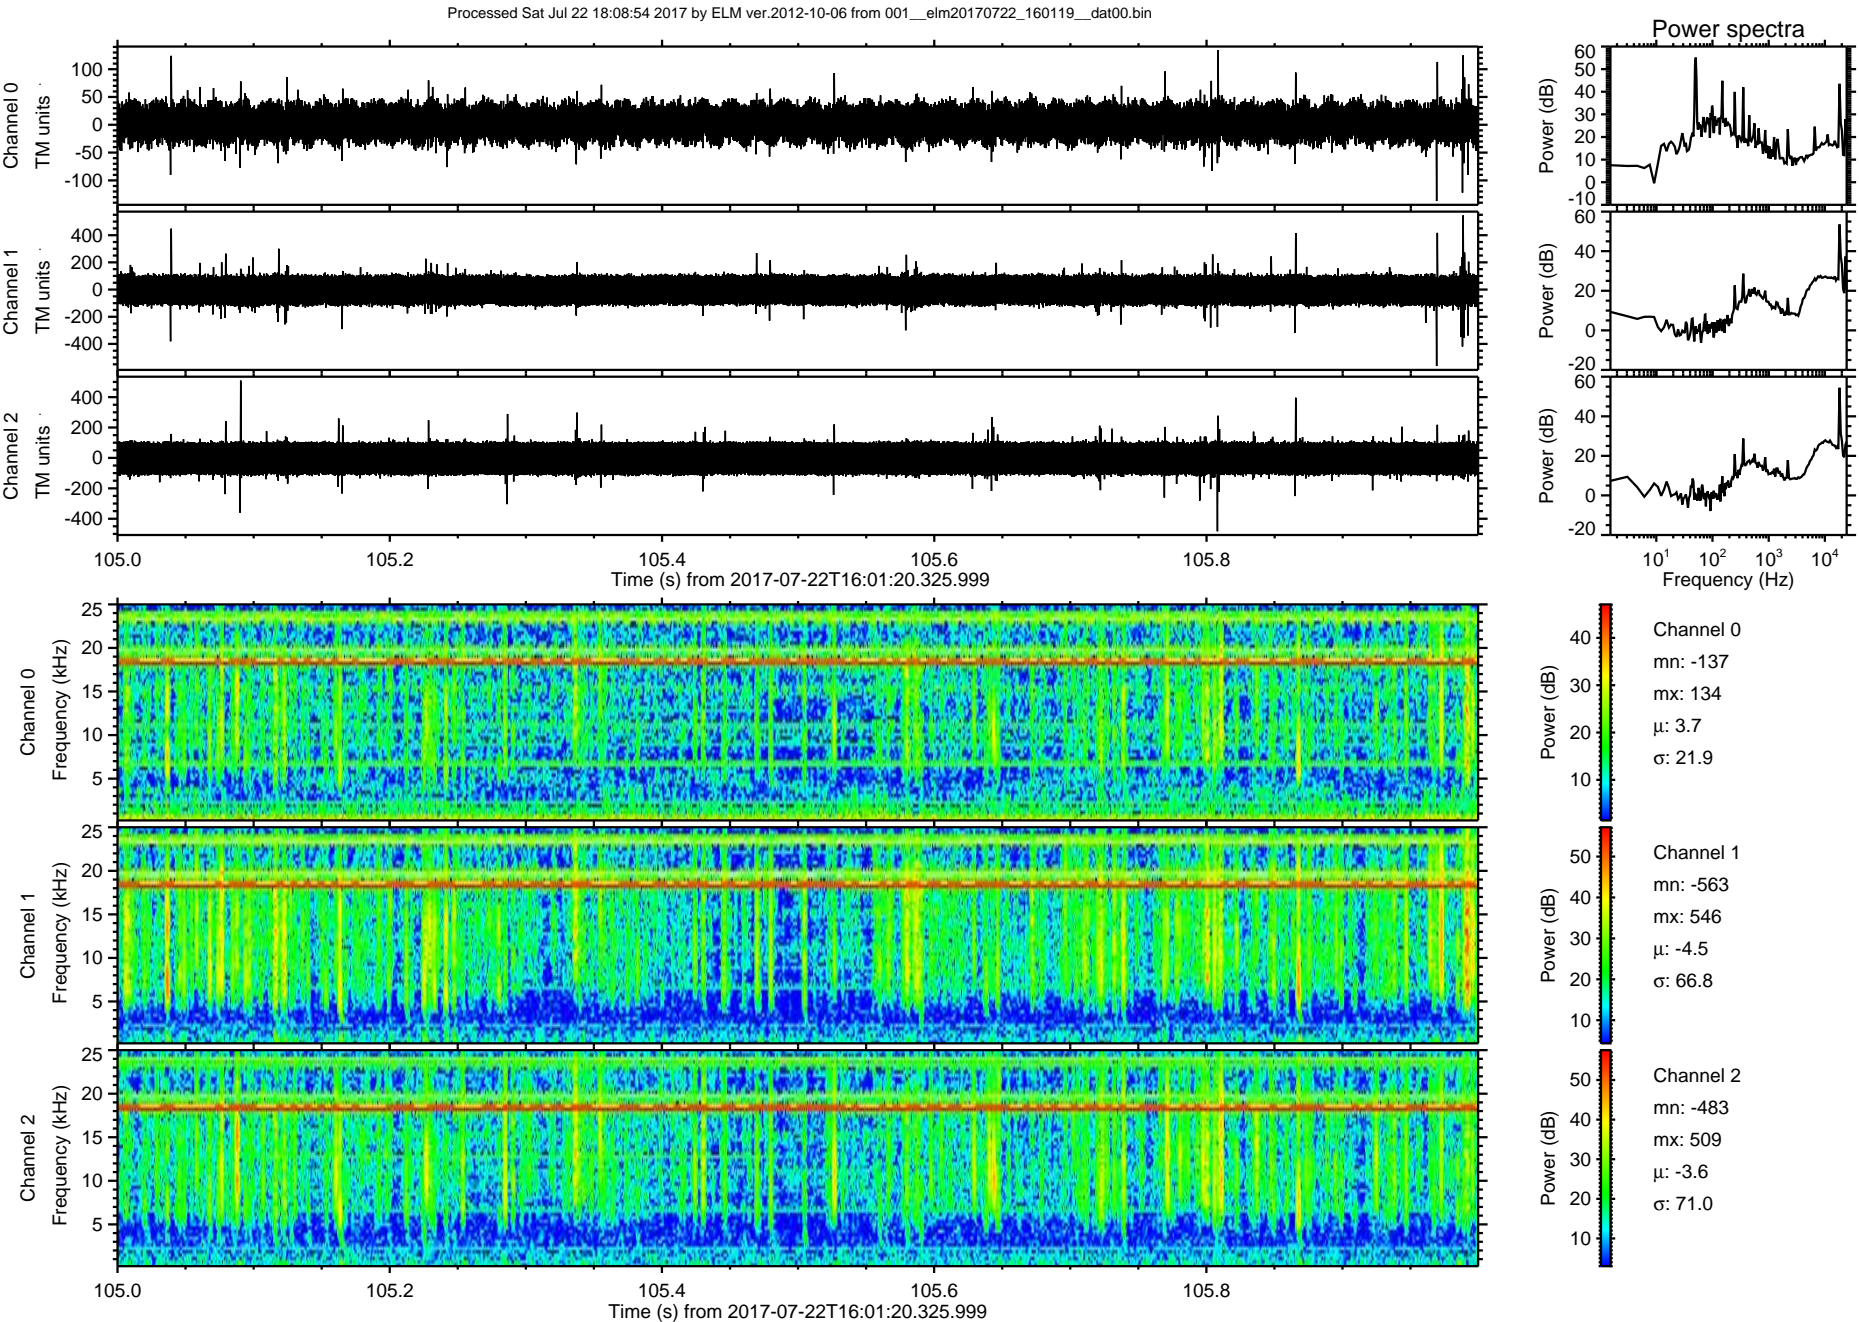 Processed Sat Jul 22 18:08:54 2017 by ELM ver.2012-10-06 from 001__elm20170722_160119__dat00.bin
Power spectra
Channel 0
TM units
100
50
0
-50
-100
Power (dB)
60
50
40
30
20
10
0
-10
Channel 1
TM units
400
200
0
-200
-400
Power (dB)
60
40
20
0
-20
Channel 2
TM units
400
200
0
-200
-400
Power (dB)
60
40
20
0
-20
105.0 105.2 105.4 105.6 105.8
Time (s) from 2017-07-22T16:01:20.325.999
10¹ 10² 10³ 10⁴
Frequency (Hz)
Channel 0
Frequency (kHz)
25
20
15
10
5
Power (dB)
40
30
20
10
Channel 0
mn: -137
mx: 134
µ: 3.7
σ: 21.9
Channel 1
Frequency (kHz)
25
20
15
10
5
Power (dB)
50
40
30
20
10
Channel 1
mn: -563
mx: 546
µ: -4.5
σ: 66.8
Channel 2
Frequency (kHz)
25
20
15
10
5
Power (dB)
50
40
30
20
10
Channel 2
mn: -483
mx: 509
µ: -3.6
σ: 71.0
105.0 105.2 105.4 105.6 105.8
Time (s) from 2017-07-22T16:01:20.325.999